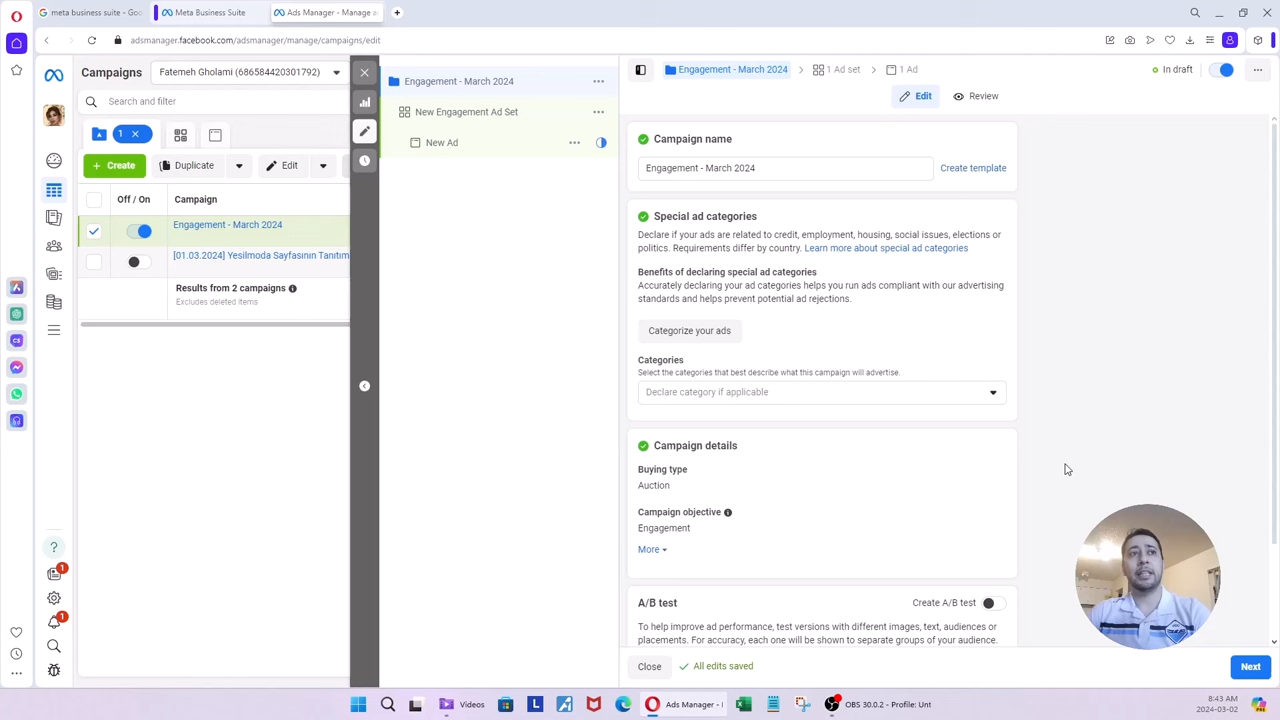 meta business suite - Goo
Meta Business Suite
Ads Manager - Manage a
adsmanager.facebook.com/adsmanager/manage/campaigns/edit
Campaigns
Fatemeh Gholami (686584420301792)
Search and filter
1
Create
Duplicate
Edit
Off / On
Campaign
Engagement - March 2024
[01.03.2024] Yesilmoda Sayfasının Tanıtım
Results from 2 campaigns
Excludes deleted items
1
1
Engagement - March 2024
New Engagement Ad Set
New Ad
Engagement - March 2024
1 Ad set
1 Ad
In draft
Edit
Review
Campaign name
Engagement - March 2024
Create template
Special ad categories
Declare if your ads are related to credit, employment, housing, social issues, elections or
politics. Requirements differ by country. Learn more about special ad categories
Benefits of declaring special ad categories
Accurately declaring your ad categories helps you run ads compliant with our advertising
standards and helps prevent potential ad rejections.
Categorize your ads
Categories
Select the categories that best describe what this campaign will advertise.
Declare category if applicable
Campaign details
Buying type
Auction
Campaign objective
Engagement
More
A/B test
Create A/B test
To help improve ad performance, test versions with different images, text, audiences or
placements. For accuracy, each one will be shown to separate groups of your audience.
Close
All edits saved
Next
Videos
Ads Manager - I
OBS 30.0.2 - Profile: Unt
8:43 AM
2024-03-02